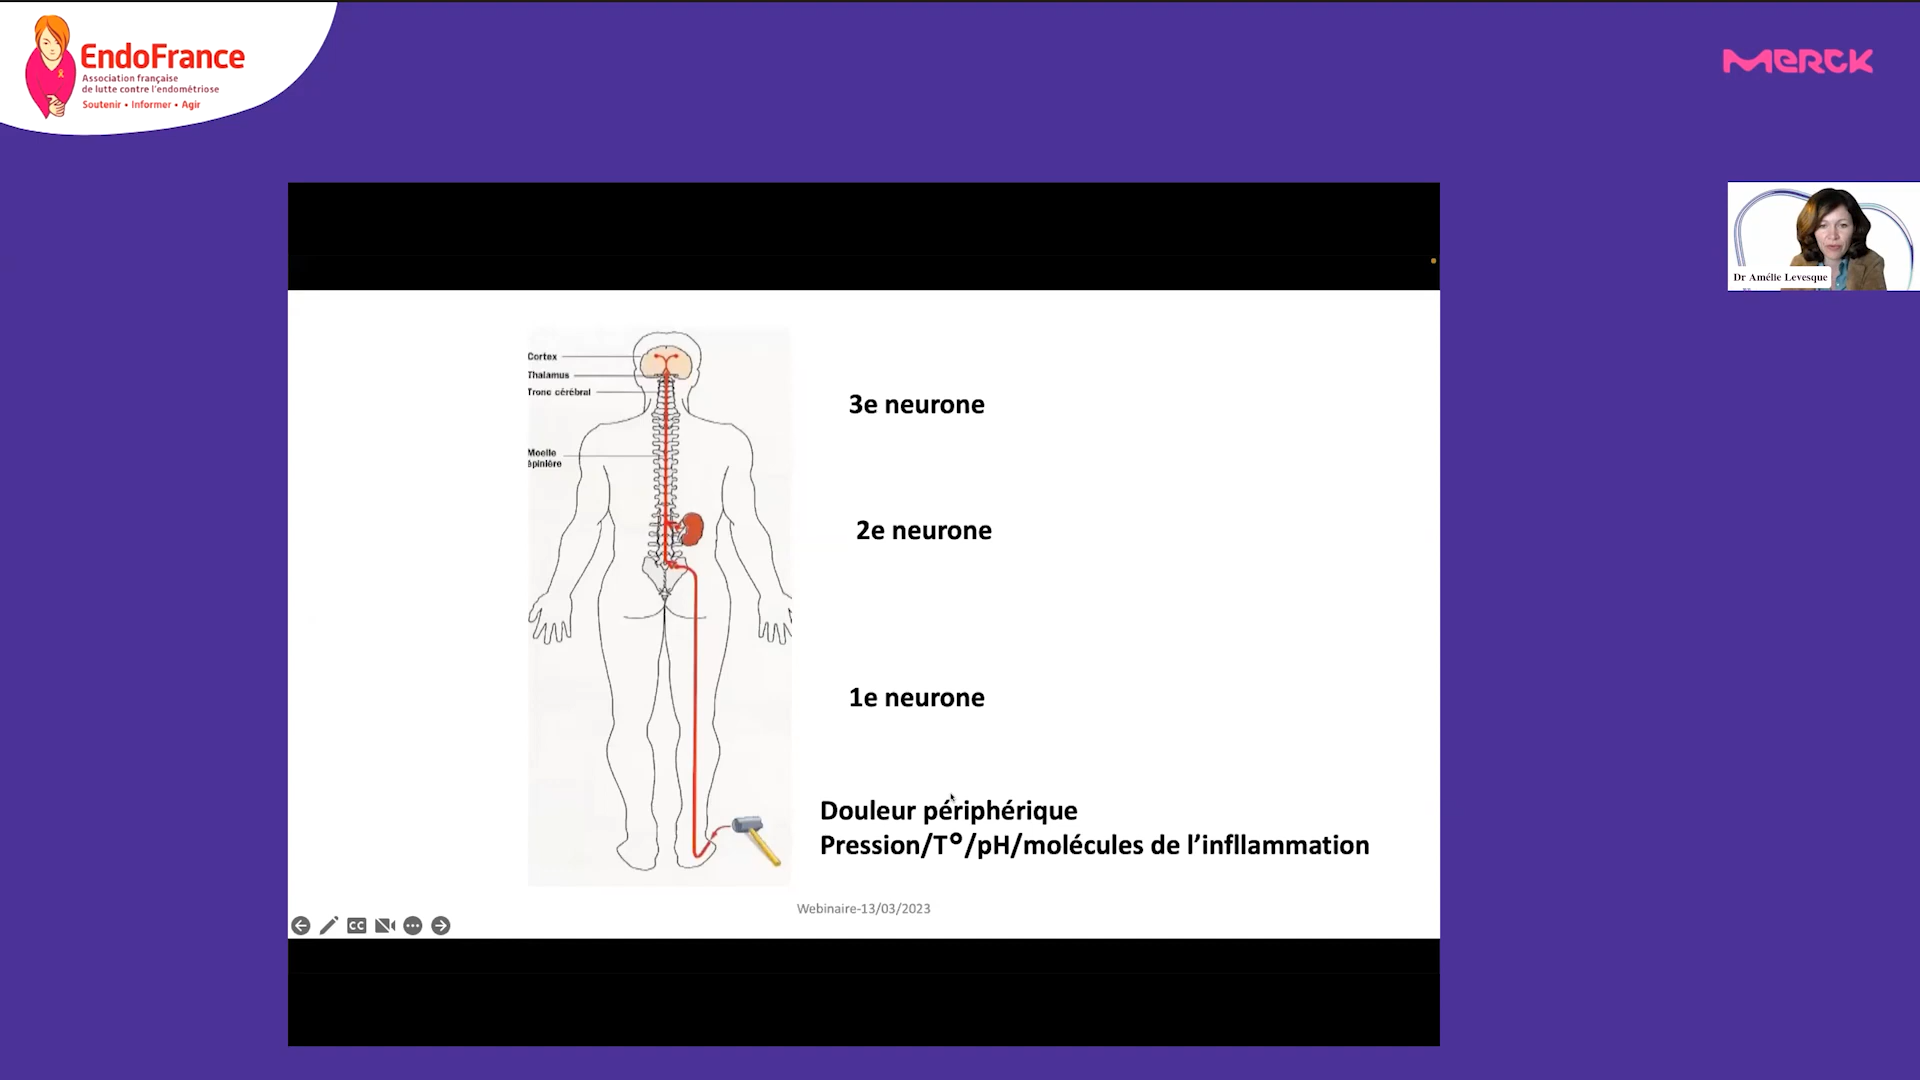 EndoFrance
Association française
de lutte contre l'endométriose
Soutenir • Informer • Agir
MERCK
Dr Amélie Levesque
Cortex
Thalamus
Tronc cérébral
Moelle
épinière
3e neurone
2e neurone
1e neurone
Douleur périphérique
Pression/T°/pH/molécules de l’infllammation
Webinaire-13/03/2023
CC